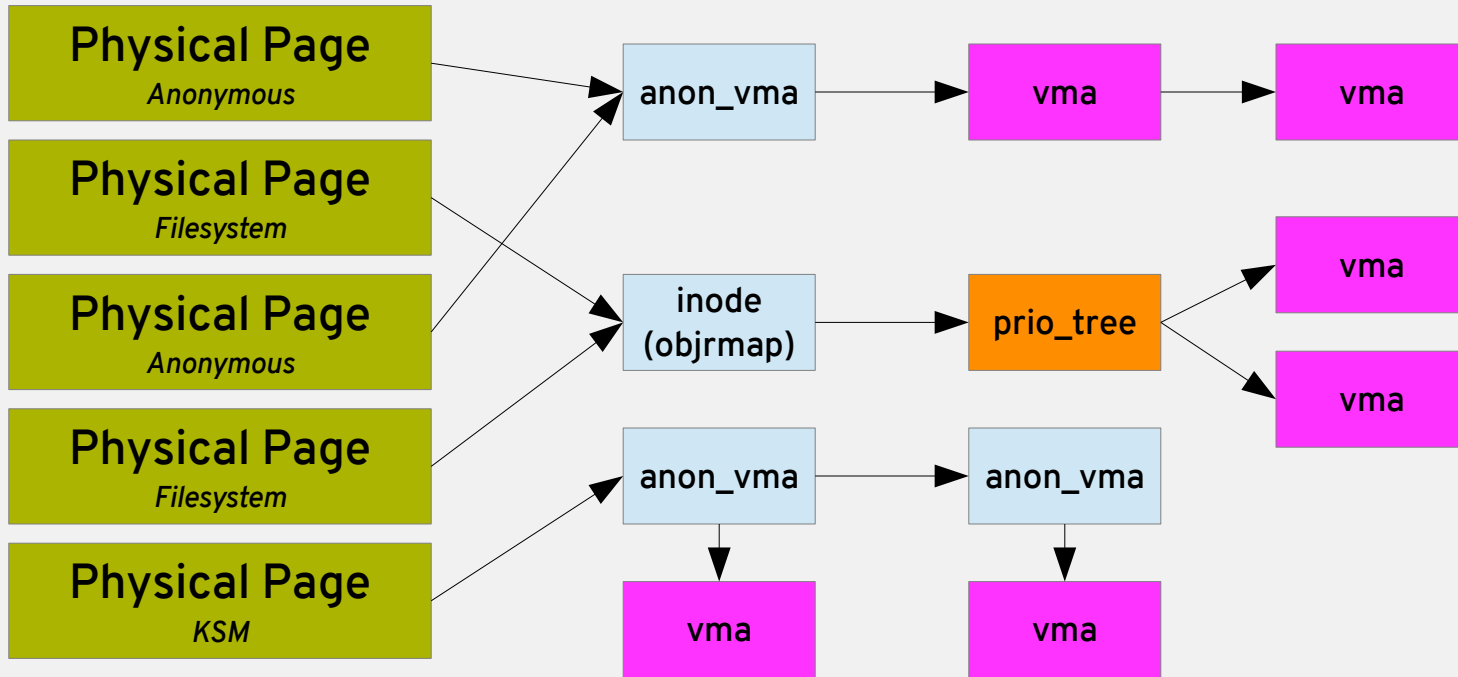 Physical Page
Anonymous
anon_vma
vma
vma
Physical Page
Filesystem
Physical Page
Anonymous
inode
(objrmap)
prio_tree
vma
vma
Physical Page
Filesystem
anon_vma
anon_vma
Physical Page
KSM
vma
vma